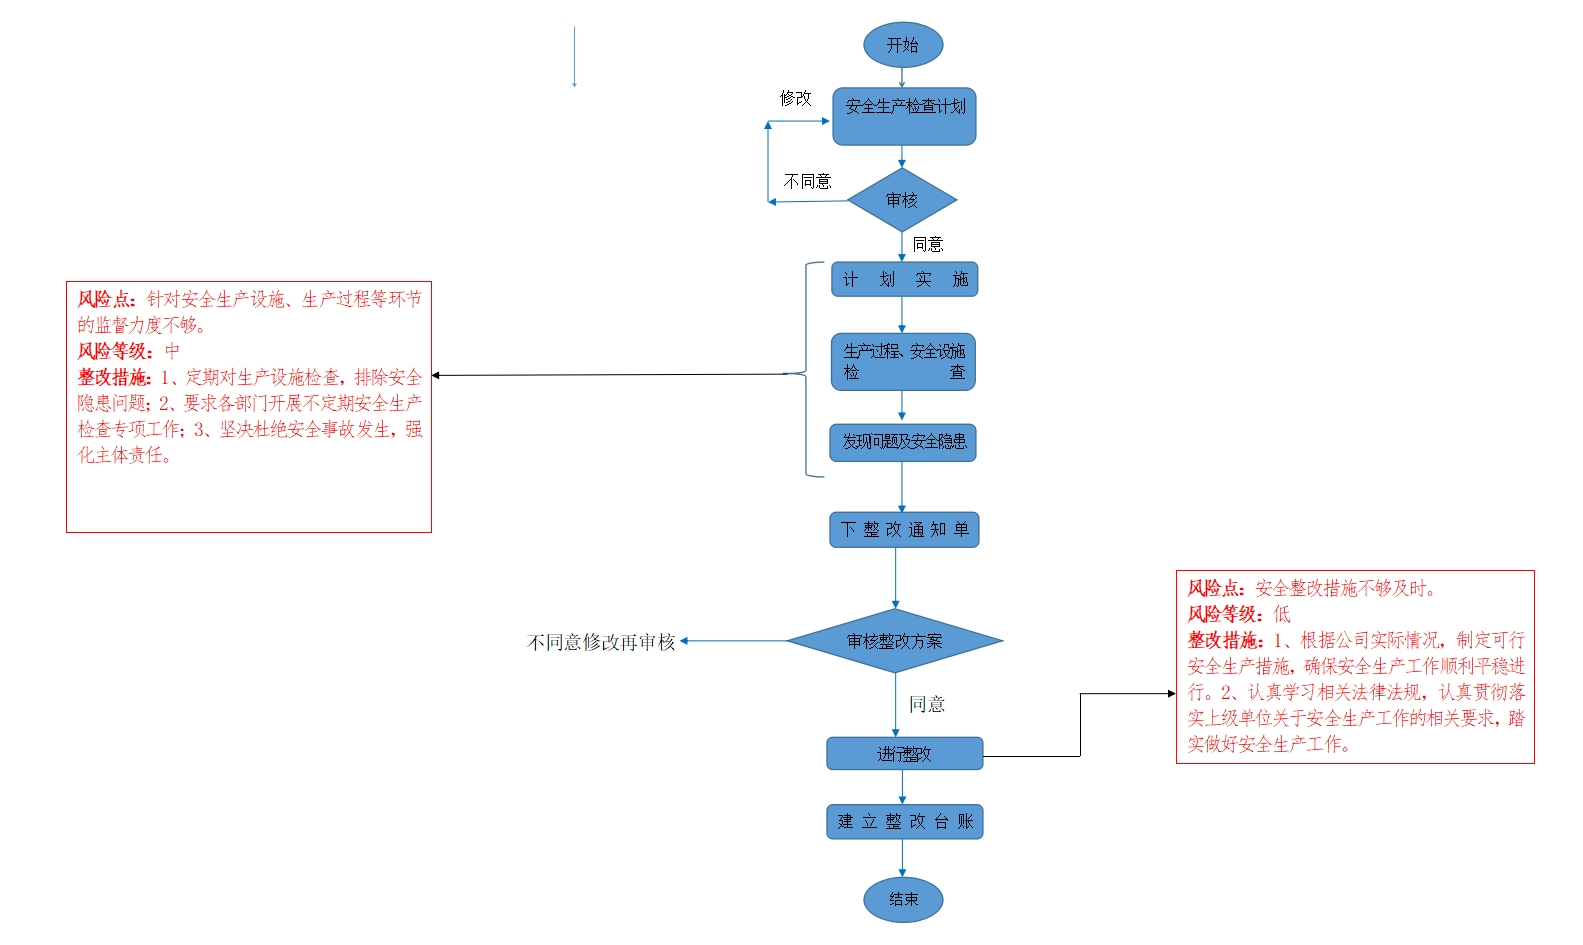 开始
修改
安全生产检查计划
不同意
审核
同意
计划实施
风险点：针对安全生产设施、生产过程等环节
的监督力度不够。
风险等级：中
整改措施：1、定期对生产设施检查，排除安全
隐患问题；2、要求各部门开展不定期安全生产
检查专项工作；3、坚决杜绝安全事故发生，强
化主体责任。
生产过程、安全设施
检查
发现问题及安全隐患
下整改通知单
审核整改方案
不同意修改再审核
同意
风险点：安全整改措施不够及时。
风险等级：低
整改措施：1、根据公司实际情况，制定可行
安全生产措施，确保安全生产工作顺利平稳进
行。2、认真学习相关法律法规，认真贯彻落
实上级单位关于安全生产工作的相关要求，踏
实做好安全生产工作。
进行整改
建立整改台账
结束